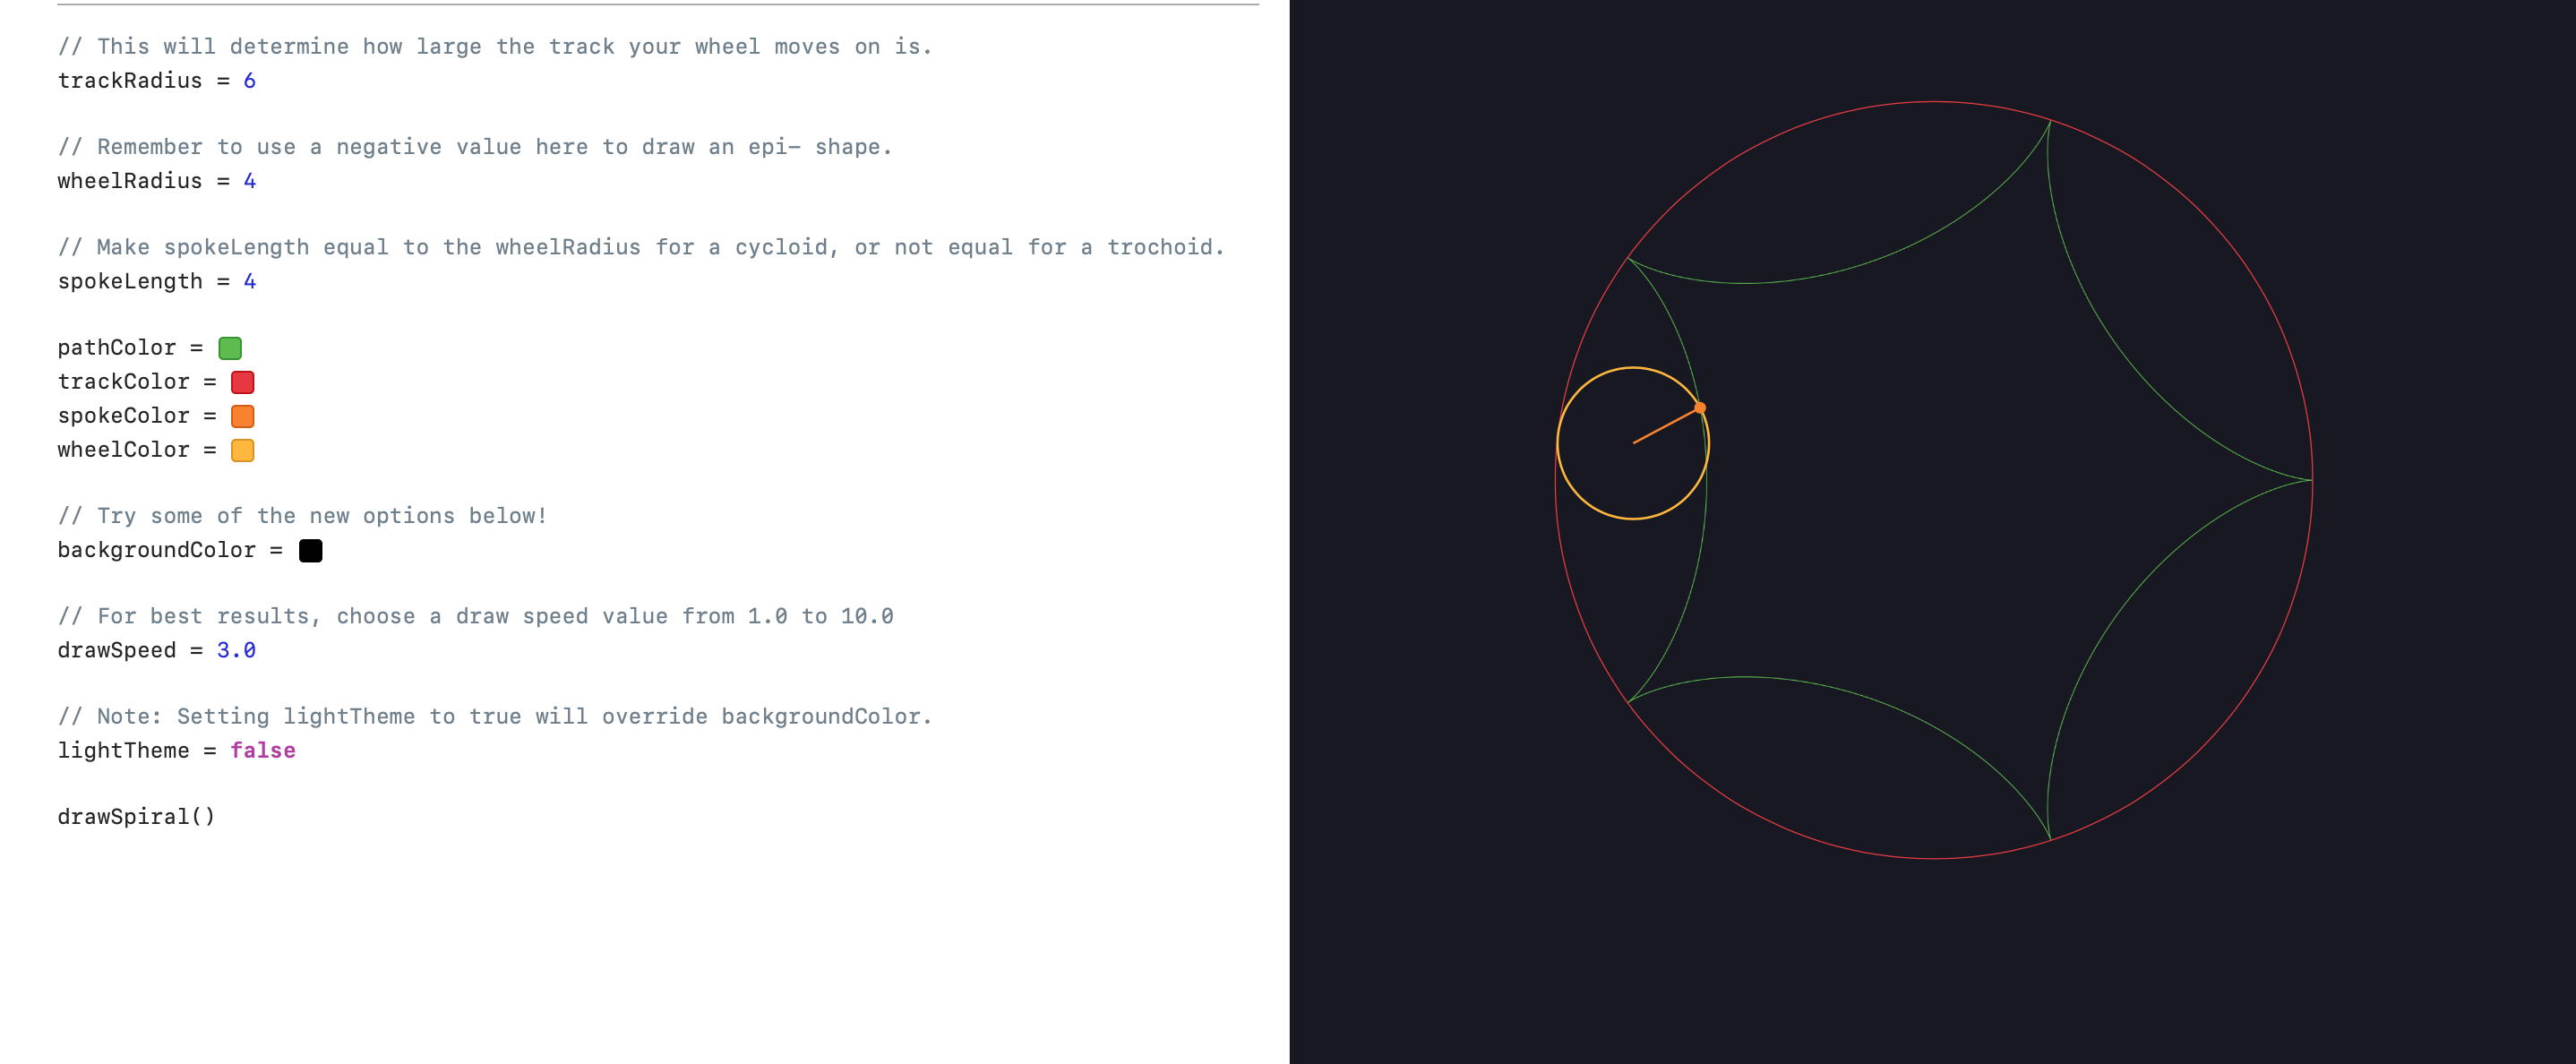 // This will determine how large the track your wheel moves on is.
trackRadius = 6
// Remember to use a negative value here to draw an epi- shape.
wheelRadius = 4
// Make spokeLength equal to the wheelRadius for a cycloid, or not equal for a trochoid.
spokeLength = 4
pathColor =
trackColor =
spokeColor =
wheelColor =
// Try some of the new options below!
backgroundColor =
// For best results, choose a draw speed value from 1.0 to 10.0
drawSpeed = 3.0
// Note: Setting lightTheme to true will override backgroundColor.
lightTheme = false
drawSpiral()